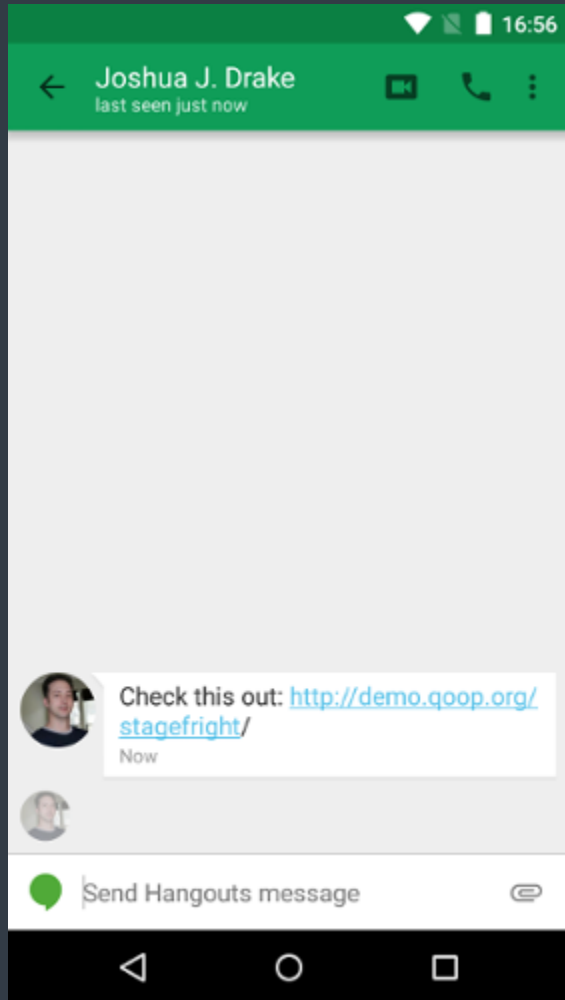 16:56
Joshua J. Drake
last seen just now
Check this out: http://demo.qoop.org/
stagefright/
Now
Send Hangouts message